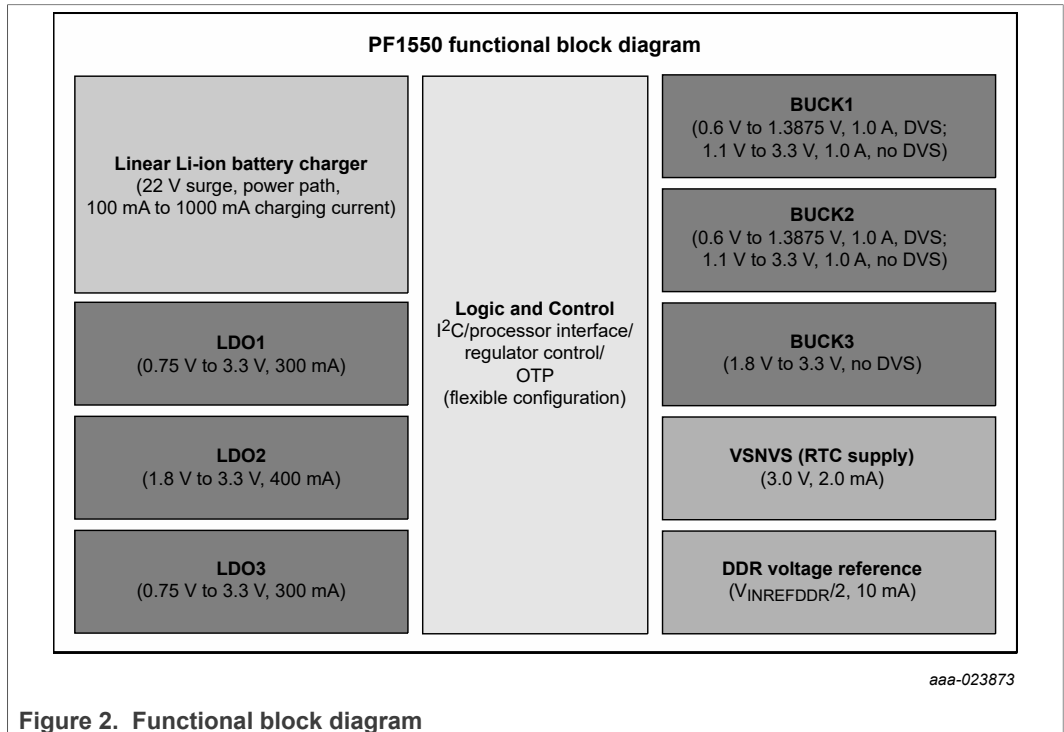 PF1550 functional block diagram
Linear Li-ion battery charger
(22 V surge, power path,
100 mA to 1000 mA charging current)
LDO1
(0.75 V to 3.3 V, 300 mA)
LDO2
(1.8 V to 3.3 V, 400 mA)
LDO3
(0.75 V to 3.3 V, 300 mA)
Logic and Control
I2C/processor interface/
regulator control/
OTP
(flexible configuration)
BUCK1
(0.6 V to 1.3875 V, 1.0 A, DVS;
1.1 V to 3.3 V, 1.0 A, no DVS)
BUCK2
(0.6 V to 1.3875 V, 1.0 A, DVS;
1.1 V to 3.3 V, 1.0 A, no DVS)
BUCK3
(1.8 V to 3.3 V, no DVS)
VSNVS (RTC supply)
(3.0 V, 2.0 mA)
DDR voltage reference
(VINREFDDR/2, 10 mA)
aaa-023873
Figure 2. Functional block diagram